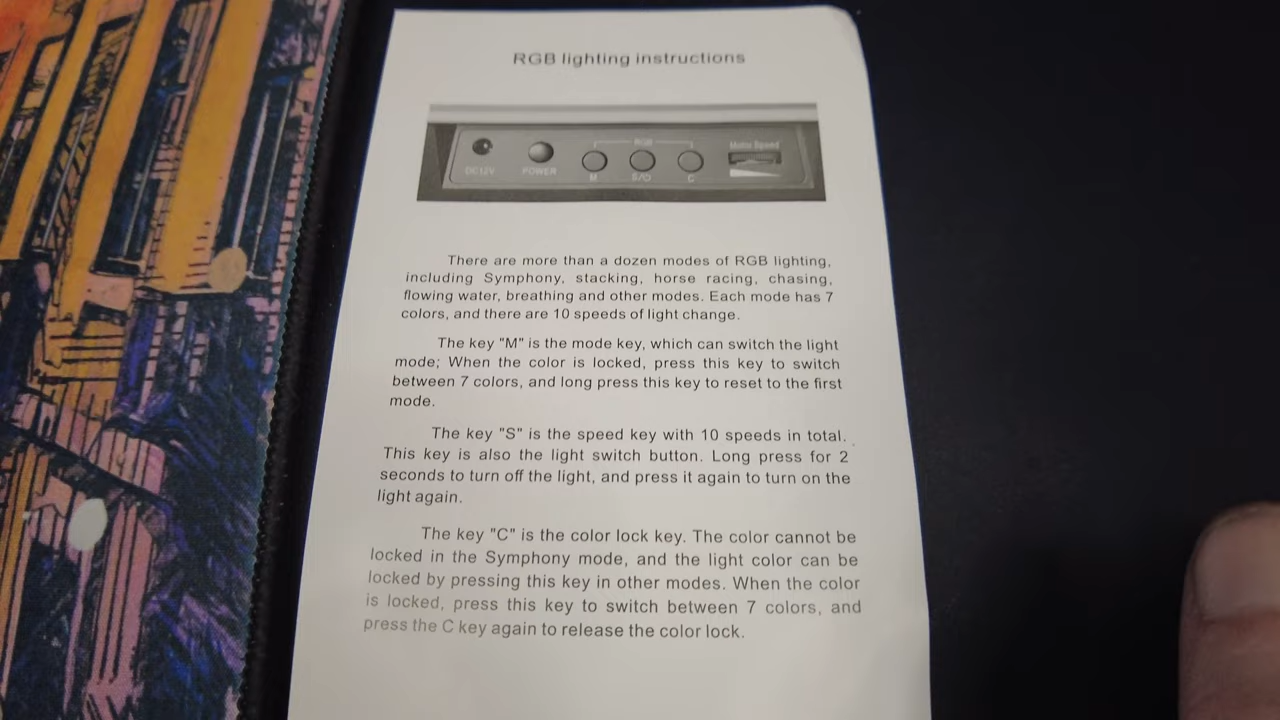 RGB lighting instructions
RGB
Motor Speed
DC12V POWER M S/O C
There are more than a dozen modes of RGB lighting,
including Symphony, stacking, horse racing, chasing,
flowing water, breathing and other modes. Each mode has 7
colors, and there are 10 speeds of light change.
The key "M" is the mode key, which can switch the light
mode; When the color is locked, press this key to switch
between 7 colors, and long press this key to reset to the first
mode.
The key "S" is the speed key with 10 speeds in total.
This key is also the light switch button. Long press for 2
seconds to turn off the light, and press it again to turn on the
light again.
The key "C" is the color lock key. The color cannot be
locked in the Symphony mode, and the light color can be
locked by pressing this key in other modes. When the color
is locked, press this key to switch between 7 colors, and
press the C key again to release the color lock.